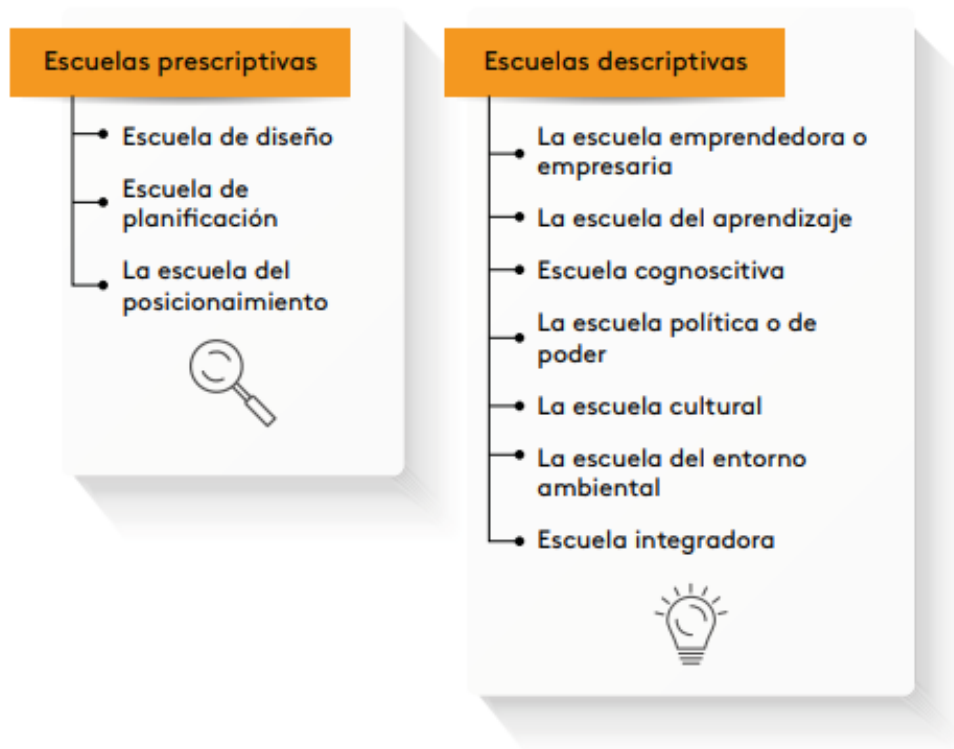 Escuelas prescriptivas
Escuela de diseño
Escuela de
planificación
La escuela del
posicionaimiento
Escuelas descriptivas
La escuela emprendedora o
empresaria
La escuela del aprendizaje
Escuela cognoscitiva
La escuela política o de
poder
La escuela cultural
La escuela del entorno
ambiental
Escuela integradora